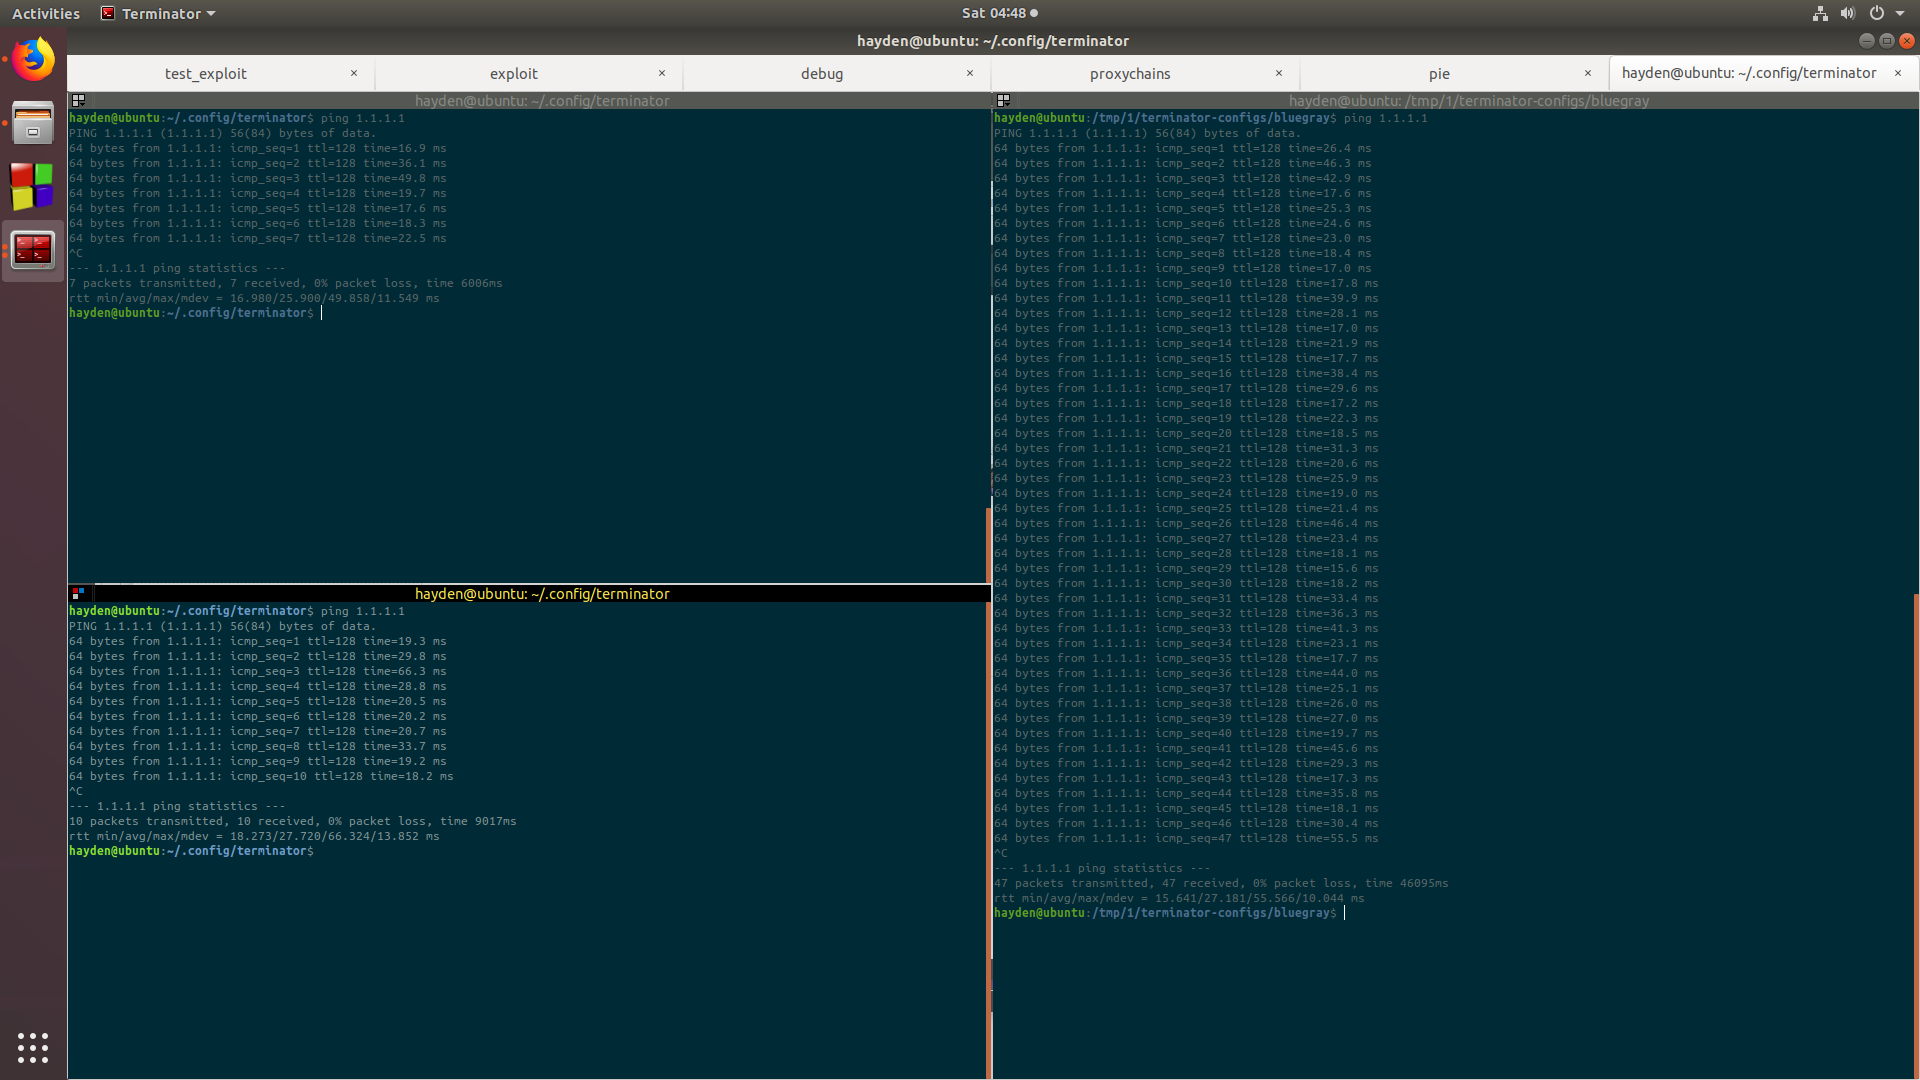 Activities
Terminator
Sat 04:48
hayden@ubuntu: ~/.config/terminator
test_exploit
exploit
debug
proxychains
pie
hayden@ubuntu: ~/.config/terminator
hayden@ubuntu: ~/.config/terminator
hayden@ubuntu:~/.config/terminator$ ping 1.1.1.1
PING 1.1.1.1 (1.1.1.1) 56(84) bytes of data.
64 bytes from 1.1.1.1: icmp_seq=1 ttl=128 time=16.9 ms
64 bytes from 1.1.1.1: icmp_seq=2 ttl=128 time=36.1 ms
64 bytes from 1.1.1.1: icmp_seq=3 ttl=128 time=49.8 ms
64 bytes from 1.1.1.1: icmp_seq=4 ttl=128 time=19.7 ms
64 bytes from 1.1.1.1: icmp_seq=5 ttl=128 time=17.6 ms
64 bytes from 1.1.1.1: icmp_seq=6 ttl=128 time=18.3 ms
64 bytes from 1.1.1.1: icmp_seq=7 ttl=128 time=22.5 ms
^C
--- 1.1.1.1 ping statistics ---
7 packets transmitted, 7 received, 0% packet loss, time 6006ms
rtt min/avg/max/mdev = 16.980/25.900/49.858/11.549 ms
hayden@ubuntu:~/.config/terminator$
hayden@ubuntu: ~/.config/terminator
hayden@ubuntu:~/.config/terminator$ ping 1.1.1.1
PING 1.1.1.1 (1.1.1.1) 56(84) bytes of data.
64 bytes from 1.1.1.1: icmp_seq=1 ttl=128 time=19.3 ms
64 bytes from 1.1.1.1: icmp_seq=2 ttl=128 time=29.8 ms
64 bytes from 1.1.1.1: icmp_seq=3 ttl=128 time=66.3 ms
64 bytes from 1.1.1.1: icmp_seq=4 ttl=128 time=28.8 ms
64 bytes from 1.1.1.1: icmp_seq=5 ttl=128 time=20.5 ms
64 bytes from 1.1.1.1: icmp_seq=6 ttl=128 time=20.2 ms
64 bytes from 1.1.1.1: icmp_seq=7 ttl=128 time=20.7 ms
64 bytes from 1.1.1.1: icmp_seq=8 ttl=128 time=33.7 ms
64 bytes from 1.1.1.1: icmp_seq=9 ttl=128 time=19.2 ms
64 bytes from 1.1.1.1: icmp_seq=10 ttl=128 time=18.2 ms
^C
--- 1.1.1.1 ping statistics ---
10 packets transmitted, 10 received, 0% packet loss, time 9017ms
rtt min/avg/max/mdev = 18.273/27.720/66.324/13.852 ms
hayden@ubuntu:~/.config/terminator$
hayden@ubuntu: /tmp/1/terminator-configs/bluegray
hayden@ubuntu:/tmp/1/terminator-configs/bluegray$ ping 1.1.1.1
PING 1.1.1.1 (1.1.1.1) 56(84) bytes of data.
64 bytes from 1.1.1.1: icmp_seq=1 ttl=128 time=26.4 ms
64 bytes from 1.1.1.1: icmp_seq=2 ttl=128 time=46.3 ms
64 bytes from 1.1.1.1: icmp_seq=3 ttl=128 time=42.9 ms
64 bytes from 1.1.1.1: icmp_seq=4 ttl=128 time=17.6 ms
64 bytes from 1.1.1.1: icmp_seq=5 ttl=128 time=25.3 ms
64 bytes from 1.1.1.1: icmp_seq=6 ttl=128 time=24.6 ms
64 bytes from 1.1.1.1: icmp_seq=7 ttl=128 time=23.0 ms
64 bytes from 1.1.1.1: icmp_seq=8 ttl=128 time=18.4 ms
64 bytes from 1.1.1.1: icmp_seq=9 ttl=128 time=17.0 ms
64 bytes from 1.1.1.1: icmp_seq=10 ttl=128 time=17.8 ms
64 bytes from 1.1.1.1: icmp_seq=11 ttl=128 time=39.9 ms
64 bytes from 1.1.1.1: icmp_seq=12 ttl=128 time=28.1 ms
64 bytes from 1.1.1.1: icmp_seq=13 ttl=128 time=17.0 ms
64 bytes from 1.1.1.1: icmp_seq=14 ttl=128 time=21.9 ms
64 bytes from 1.1.1.1: icmp_seq=15 ttl=128 time=17.7 ms
64 bytes from 1.1.1.1: icmp_seq=16 ttl=128 time=38.4 ms
64 bytes from 1.1.1.1: icmp_seq=17 ttl=128 time=29.6 ms
64 bytes from 1.1.1.1: icmp_seq=18 ttl=128 time=17.2 ms
64 bytes from 1.1.1.1: icmp_seq=19 ttl=128 time=22.3 ms
64 bytes from 1.1.1.1: icmp_seq=20 ttl=128 time=18.5 ms
64 bytes from 1.1.1.1: icmp_seq=21 ttl=128 time=31.3 ms
64 bytes from 1.1.1.1: icmp_seq=22 ttl=128 time=20.6 ms
64 bytes from 1.1.1.1: icmp_seq=23 ttl=128 time=25.9 ms
64 bytes from 1.1.1.1: icmp_seq=24 ttl=128 time=19.0 ms
64 bytes from 1.1.1.1: icmp_seq=25 ttl=128 time=21.4 ms
64 bytes from 1.1.1.1: icmp_seq=26 ttl=128 time=46.4 ms
64 bytes from 1.1.1.1: icmp_seq=27 ttl=128 time=23.4 ms
64 bytes from 1.1.1.1: icmp_seq=28 ttl=128 time=18.1 ms
64 bytes from 1.1.1.1: icmp_seq=29 ttl=128 time=15.6 ms
64 bytes from 1.1.1.1: icmp_seq=30 ttl=128 time=18.2 ms
64 bytes from 1.1.1.1: icmp_seq=31 ttl=128 time=33.4 ms
64 bytes from 1.1.1.1: icmp_seq=32 ttl=128 time=36.3 ms
64 bytes from 1.1.1.1: icmp_seq=33 ttl=128 time=41.3 ms
64 bytes from 1.1.1.1: icmp_seq=34 ttl=128 time=23.1 ms
64 bytes from 1.1.1.1: icmp_seq=35 ttl=128 time=17.7 ms
64 bytes from 1.1.1.1: icmp_seq=36 ttl=128 time=44.0 ms
64 bytes from 1.1.1.1: icmp_seq=37 ttl=128 time=25.1 ms
64 bytes from 1.1.1.1: icmp_seq=38 ttl=128 time=26.0 ms
64 bytes from 1.1.1.1: icmp_seq=39 ttl=128 time=27.0 ms
64 bytes from 1.1.1.1: icmp_seq=40 ttl=128 time=19.7 ms
64 bytes from 1.1.1.1: icmp_seq=41 ttl=128 time=45.6 ms
64 bytes from 1.1.1.1: icmp_seq=42 ttl=128 time=29.3 ms
64 bytes from 1.1.1.1: icmp_seq=43 ttl=128 time=17.3 ms
64 bytes from 1.1.1.1: icmp_seq=44 ttl=128 time=35.8 ms
64 bytes from 1.1.1.1: icmp_seq=45 ttl=128 time=18.1 ms
64 bytes from 1.1.1.1: icmp_seq=46 ttl=128 time=30.4 ms
64 bytes from 1.1.1.1: icmp_seq=47 ttl=128 time=55.5 ms
^C
--- 1.1.1.1 ping statistics ---
47 packets transmitted, 47 received, 0% packet loss, time 46095ms
rtt min/avg/max/mdev = 15.641/27.181/55.566/10.044 ms
hayden@ubuntu:/tmp/1/terminator-configs/bluegray$